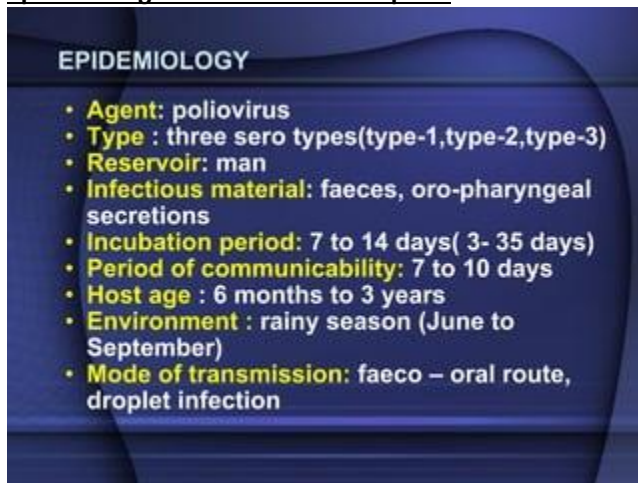 EPIDEMIOLOGY
• Agent: poliovirus
• Type : three sero types(type-1,type-2,type-3)
• Reservoir: man
• Infectious material: faeces, oro-pharyngeal
secretions
• Incubation period: 7 to 14 days( 3- 35 days)
• Period of communicability: 7 to 10 days
• Host age : 6 months to 3 years
• Environment : rainy season (June to
September)
• Mode of transmission: faeco – oral route,
droplet infection